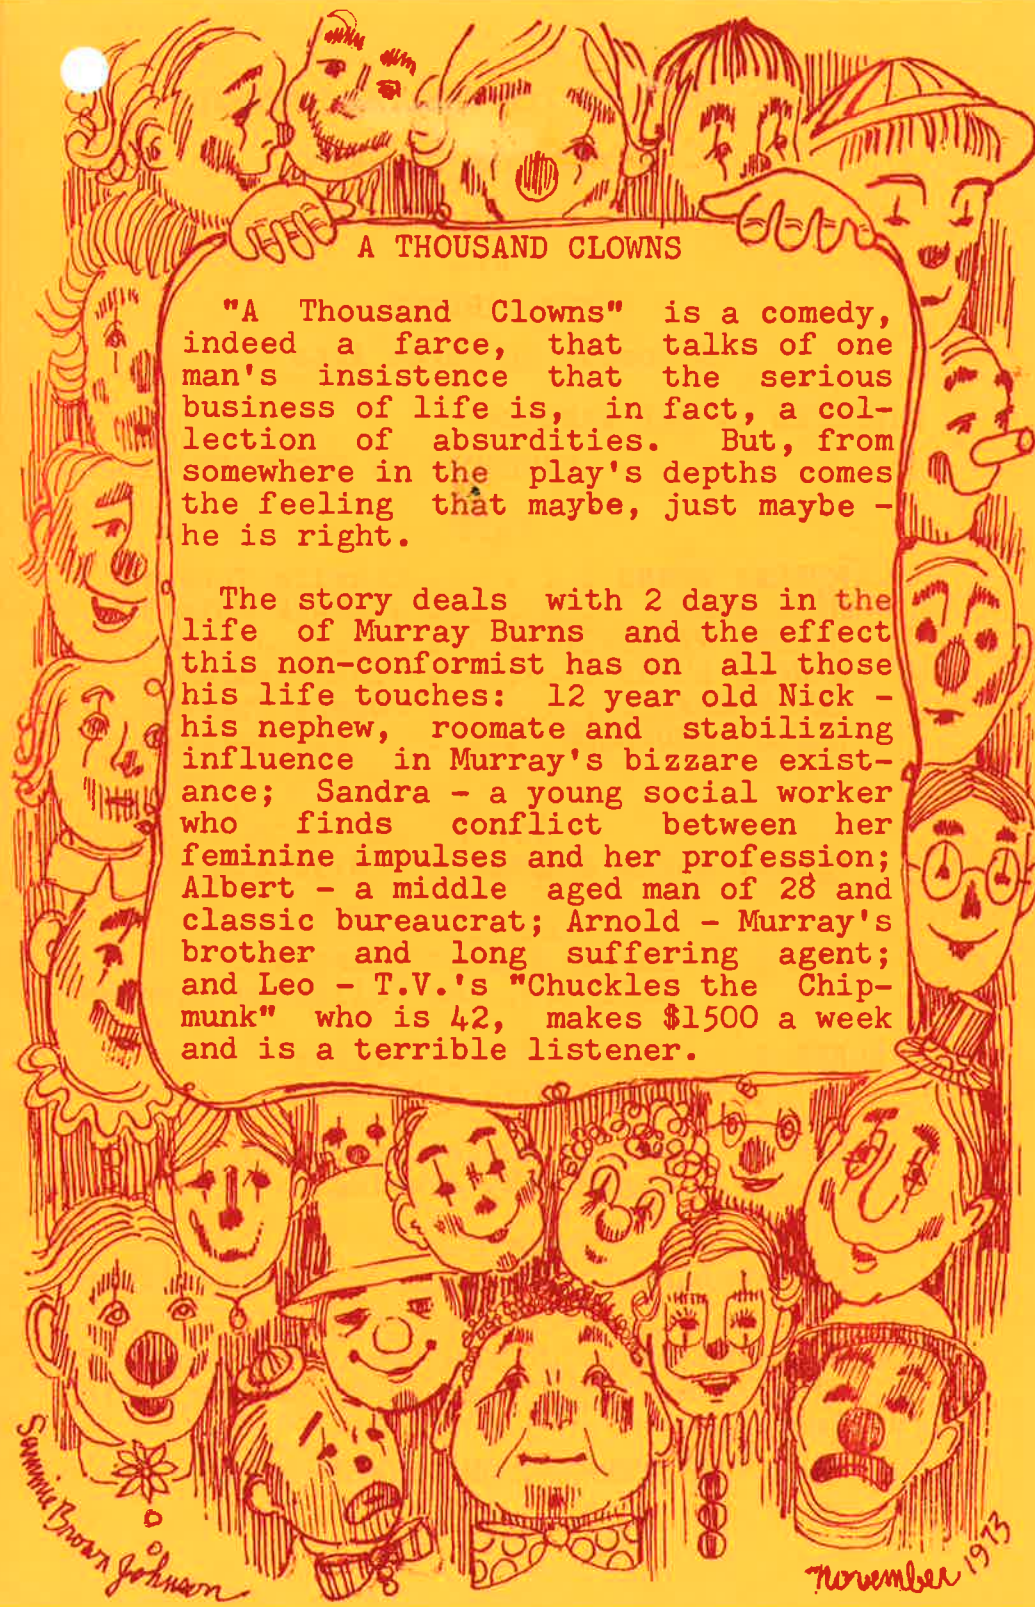 A THOUSAND CLOWNS
"A Thousand Clowns" is a comedy,
indeed a farce, that talks of one
man's insistence that the serious
business of life is, in fact, a col-
lection of absurdities. But, from
somewhere in the play's depths comes
the feeling that maybe, just maybe -
he is right.
The story deals with 2 days in the
life of Murray Burns and the effect
this non-conformist has on all those
his life touches: 12 year old Nick -
his nephew, roomate and stabilizing
influence in Murray's bizzare exist-
ance; Sandra - a young social worker
who finds conflict between her
feminine impulses and her profession;
Albert - a middle aged man of 28 and
classic bureaucrat; Arnold - Murray's
brother and long suffering agent;
and Leo - T.V.'s "Chuckles the Chip-
munk" who is 42, makes $1500 a week
and is a terrible listener.
Sammie Brown Johnson
November 1973